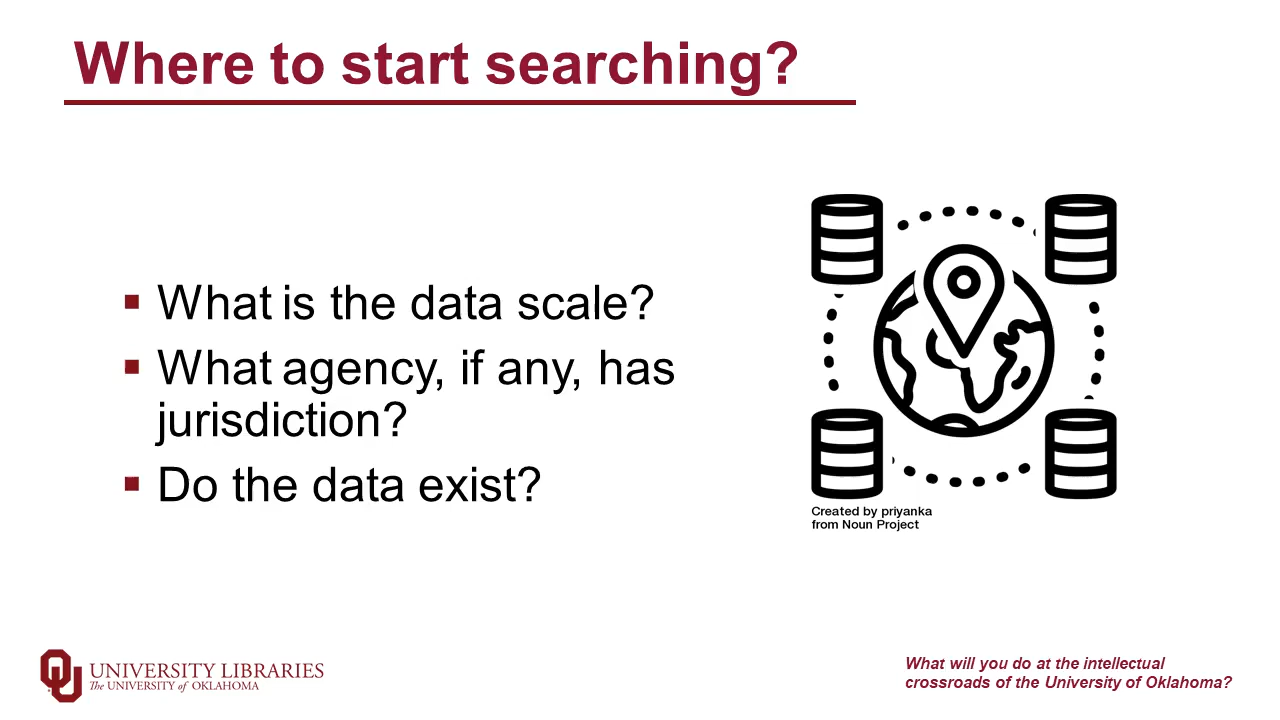 Where to start searching?
▪ What is the data scale?
▪ What agency, if any, has
jurisdiction?
▪ Do the data exist?
Created by priyanka
from Noun Project
OU
UNIVERSITY LIBRARIES
The UNIVERSITY of OKLAHOMA
What will you do at the intellectual
crossroads of the University of Oklahoma?